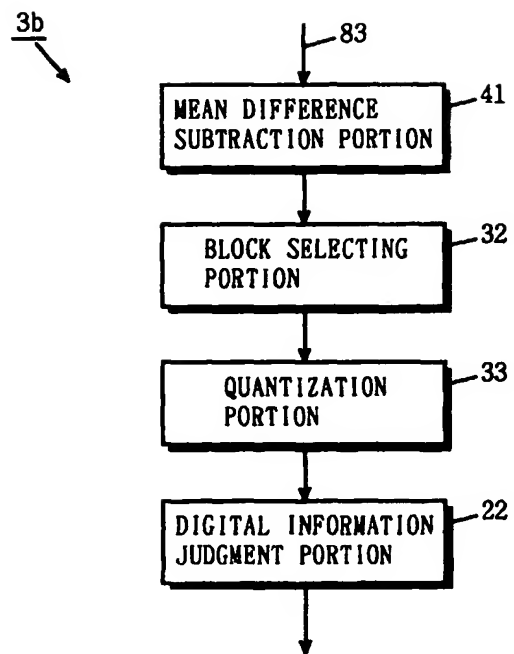 3b
83
MEAN DIFFERENCE
SUBTRACTION PORTION
41
BLOCK SELECTING
PORTION
32
QUANTIZATION
PORTION
33
DIGITAL INFORMATION
JUDGMENT PORTION
22